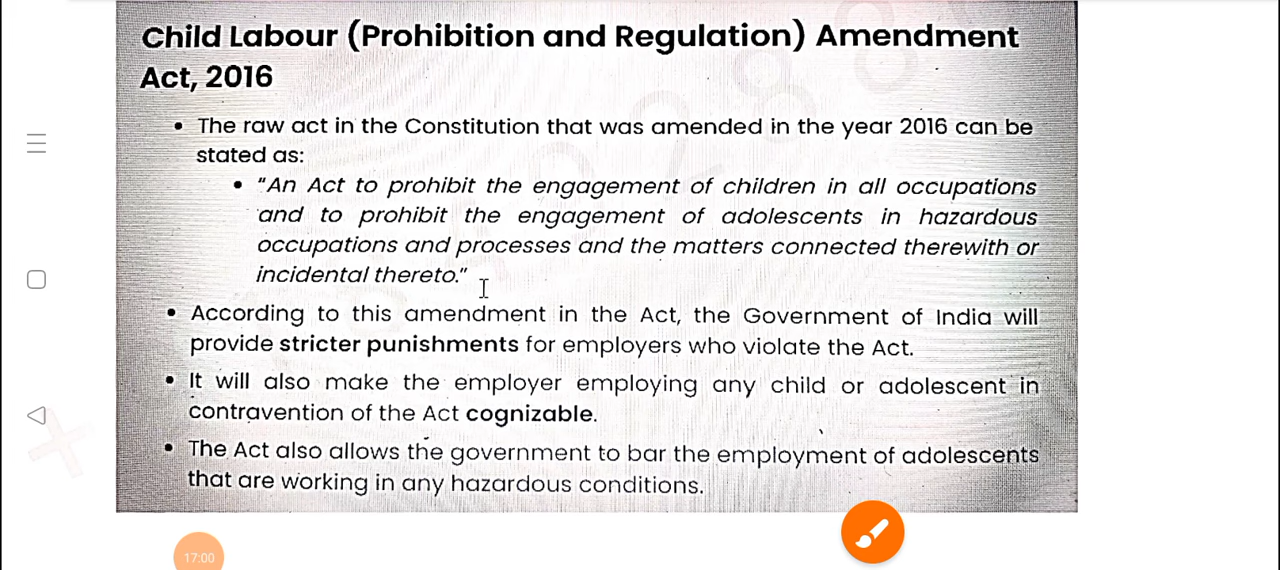 Child Labour (Prohibition and Regulation) Amendment
Act, 2016
• The raw act in the Constitution that was amended in the year 2016 can be
stated as:
• "An Act to prohibit the engagement of children in all occupations
and to prohibit the engagement of adolescents in hazardous
occupations and processes and the matters connected therewith or
incidental thereto."
• According to this amendment in the Act, the Government of India will
provide stricter punishments for employers who violate the Act.
• It will also make the employer employing any child or adolescent in
contravention of the Act cognizable.
• The Act also allows the government to bar the employment of adolescents
that are working in any hazardous conditions.
17:00